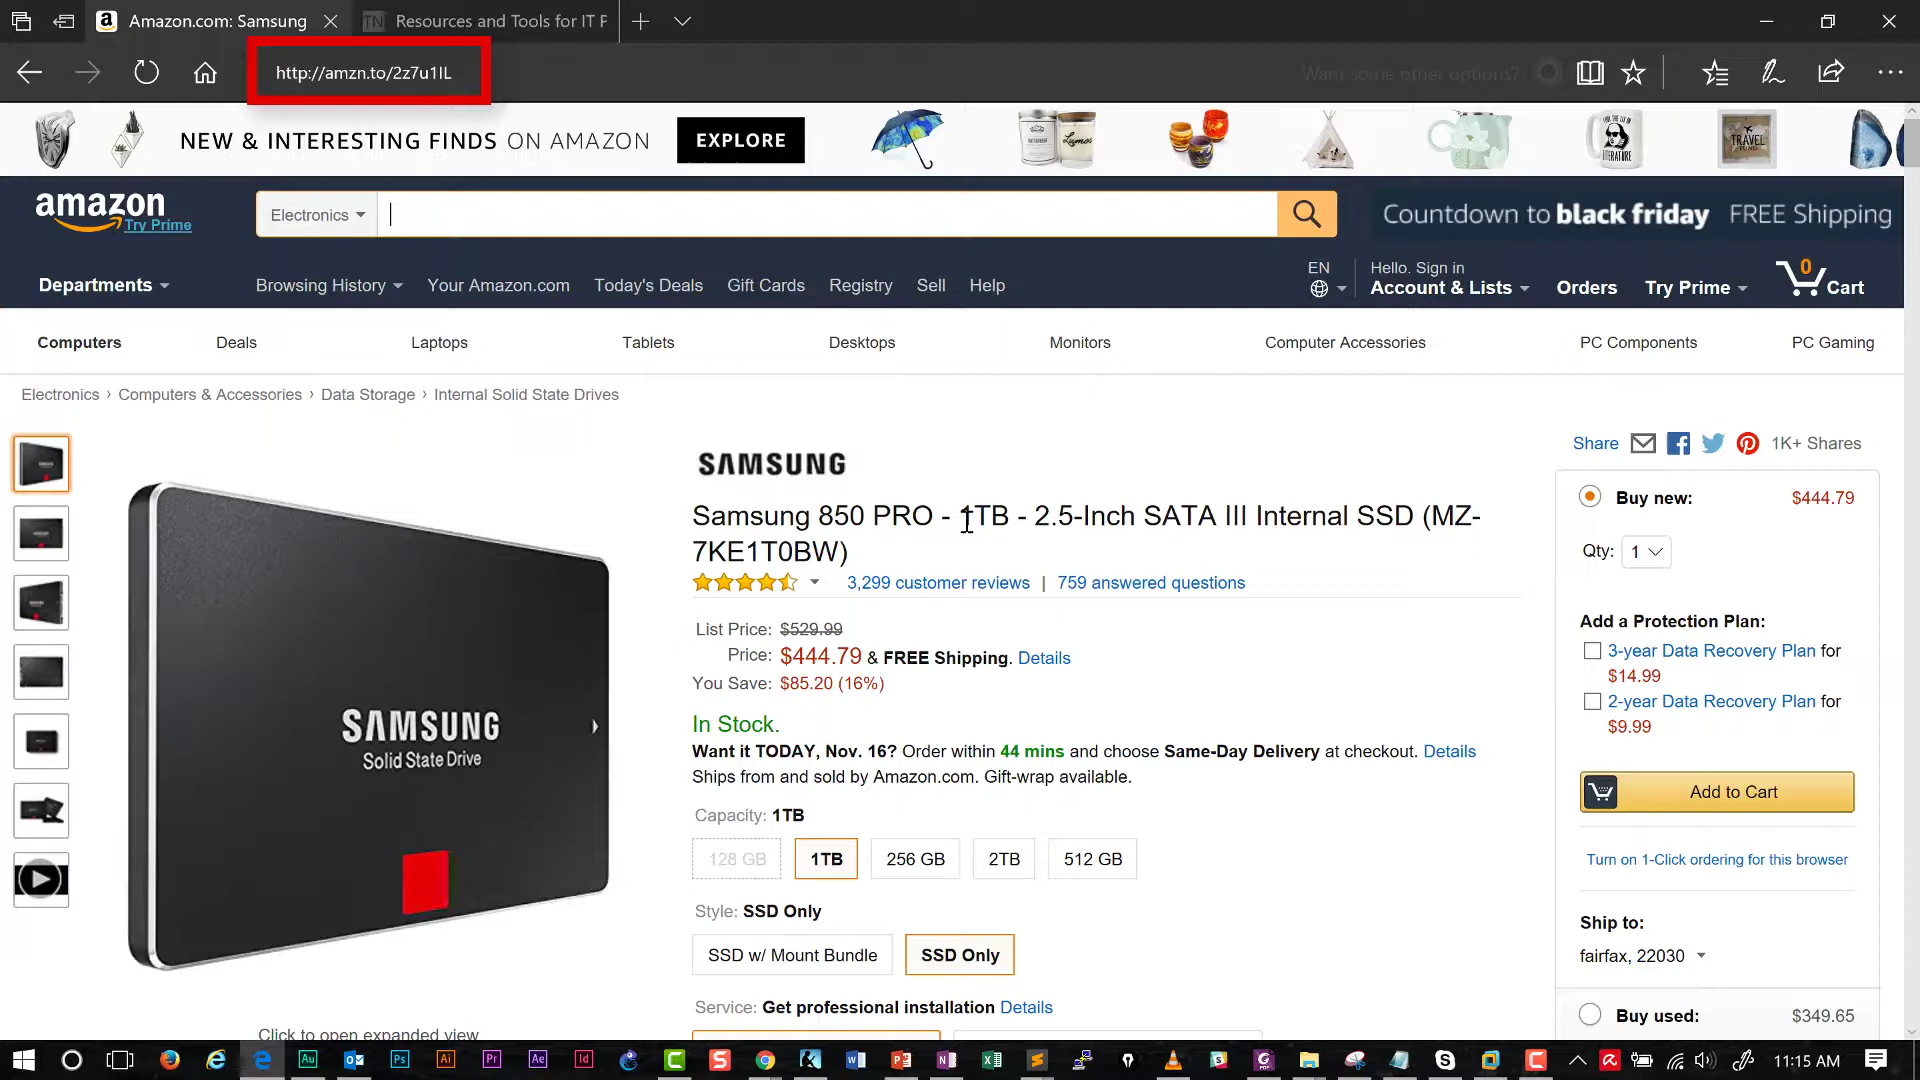 Amazon.com: Samsung
Resources and Tools for IT P
http://amzn.to/2z7u1IL
Want some other options?
NEW & INTERESTING FINDS ON AMAZON
EXPLORE
amazon
Try Prime
Electronics
Countdown to black friday FREE Shipping
Departments
Browsing History
Your Amazon.com
Today's Deals
Gift Cards
Registry
Sell
Help
EN
Hello. Sign in
Account & Lists
Orders
Try Prime
0
Cart
Computers
Deals
Laptops
Tablets
Desktops
Monitors
Computer Accessories
PC Components
PC Gaming
Electronics › Computers & Accessories › Data Storage › Internal Solid State Drives
SAMSUNG
Samsung 850 PRO - 1TB - 2.5-Inch SATA III Internal SSD (MZ-
7KE1T0BW)
3,299 customer reviews | 759 answered questions
List Price: $529.99
Price: $444.79 & FREE Shipping. Details
You Save: $85.20 (16%)
In Stock.
Want it TODAY, Nov. 16? Order within 44 mins and choose Same-Day Delivery at checkout. Details
Ships from and sold by Amazon.com. Gift-wrap available.
Capacity: 1TB
128 GB
1TB
256 GB
2TB
512 GB
Style: SSD Only
SSD w/ Mount Bundle
SSD Only
Service: Get professional installation Details
SAMSUNG
Solid State Drive
Click to open expanded view
Share
1K+ Shares
Buy new: $444.79
Qty: 1
Add a Protection Plan:
3-year Data Recovery Plan for
$14.99
2-year Data Recovery Plan for
$9.99
Add to Cart
Turn on 1-Click ordering for this browser
Ship to:
fairfax, 22030
Buy used: $349.65
11:15 AM